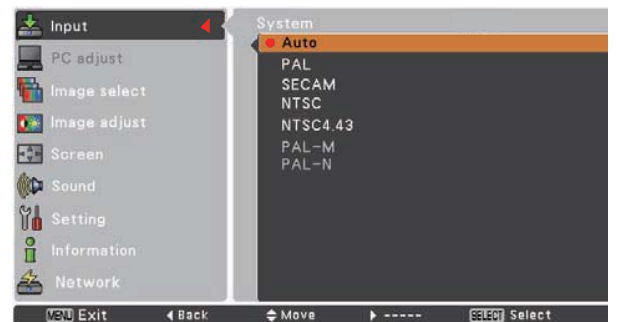 Input
PC adjust
Image select
Image adjust
Screen
Sound
Setting
Information
Network
System
Auto
PAL
SECAM
NTSC
NTSC4.43
PAL-M
PAL-N
MENU Exit
Back
Move
-----
SELECT Select